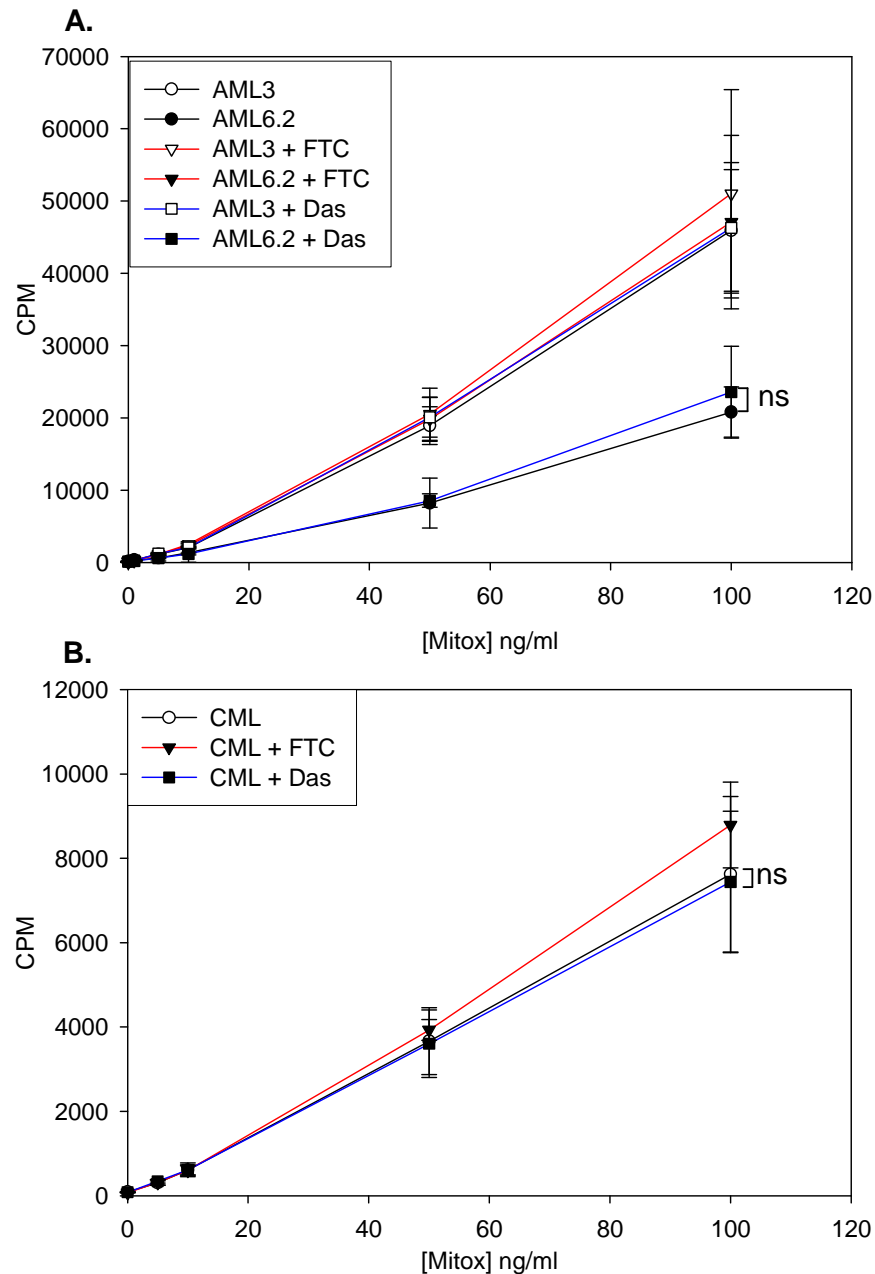 A.
70000
60000
50000
40000
30000
20000
10000
0
CPM
AML3
AML6.2
AML3 + FTC
AML6.2 + FTC
AML3 + Das
AML6.2 + Das
ns
0 20 40 60 80 100 120
[Mitox] ng/ml
B.
12000
10000
8000
6000
4000
2000
0
CPM
CML
CML + FTC
CML + Das
ns
0 20 40 60 80 100 120
[Mitox] ng/ml